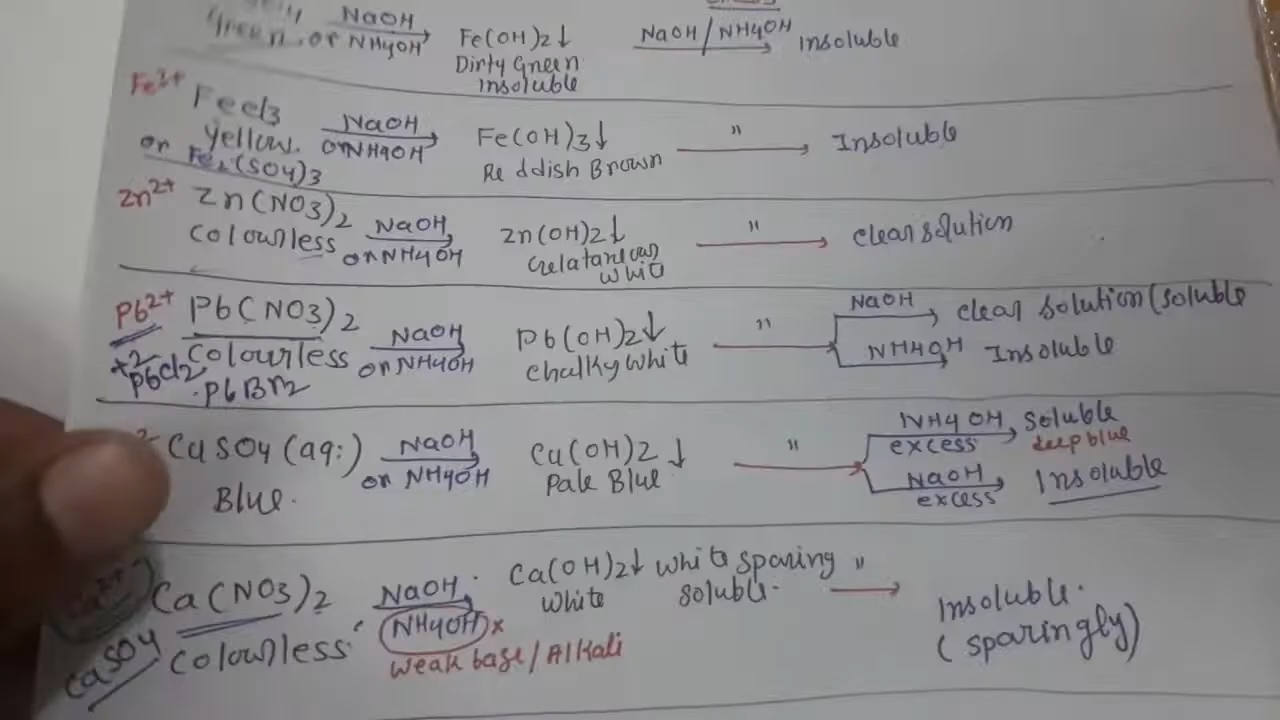 NaOH
Green. or NH4OH Fe(OH)2↓ NaOH/NH4OH Insoluble
Dirty Green
Insoluble
Fe3+ FeCl3
Yellow. NaOH Fe(OH)3↓ " Insoluble
or Fe2(SO4)3 or NH4OH Reddish Brown
Zn2+ Zn(NO3)2
Colourless NaOH Zn(OH)2↓ " clear solution
or NH4OH Gelataneous
white
Pb2+ Pb(NO3)2 NaOH clear solution (soluble
Colourless NaOH Pb(OH)2↓ "
+2 PbCl2 or NH4OH chalky white NH4OH Insoluble
.PbBr2
CuSO4 (aq:) NaOH Cu(OH)2↓ " NH4OH Soluble
Blue. or NH4OH Pale Blue excess deep blue
NaOH Insoluble
excess
Ca(NO3)2 NaOH. Ca(OH)2↓ white sparing "
NH4OH x white soluble. Insoluble.
CaSO4 Colourless weak base/Alkali (sparingly)